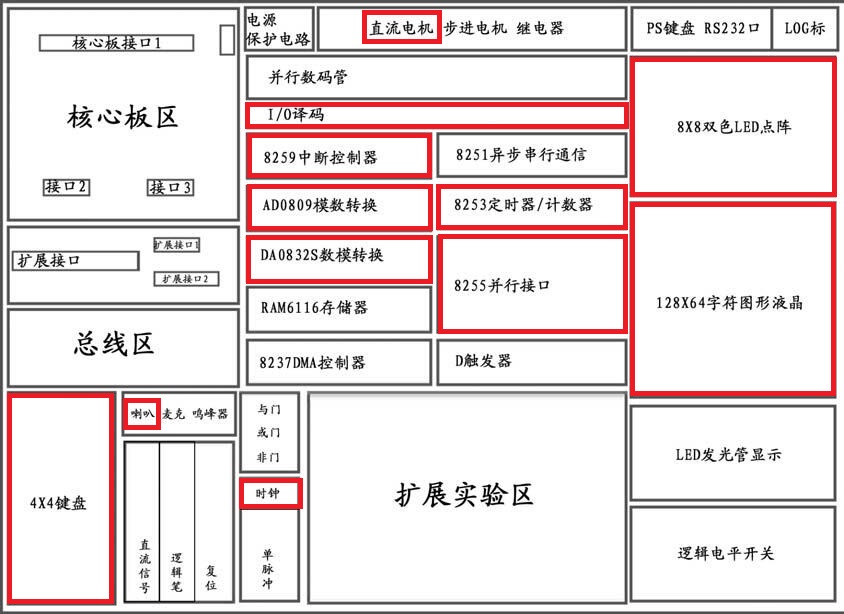 核心板接口1
核心板区
接口2
接口3
电源
保护电路
直流电机 步进电机 继电器
PS键盘 RS232口
LOG标
并行数码管
I/O译码
8259中断控制器
8251异步串行通信
8X8双色LED点阵
AD0809模数转换
8253定时器/计数器
扩展接口
扩展接口1
扩展接口2
DA0832S数模转换
8255并行接口
128X64字符图形液晶
RAM6116存储器
总线区
8237DMA控制器
D触发器
4X4键盘
喇叭 麦克 鸣峰器
直流信号
逻辑笔
复位
与门
或门
非门
时钟
单脉冲
扩展实验区
LED发光管显示
逻辑电平开关